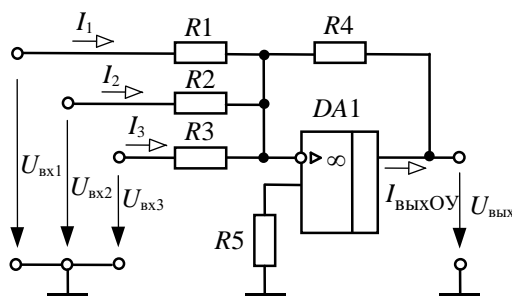 I1 R1 R4
I2 R2
I3 R3 DA1
∞
Uвх1 Uвх2 Uвх3
R5 IвыхОУ Uвых